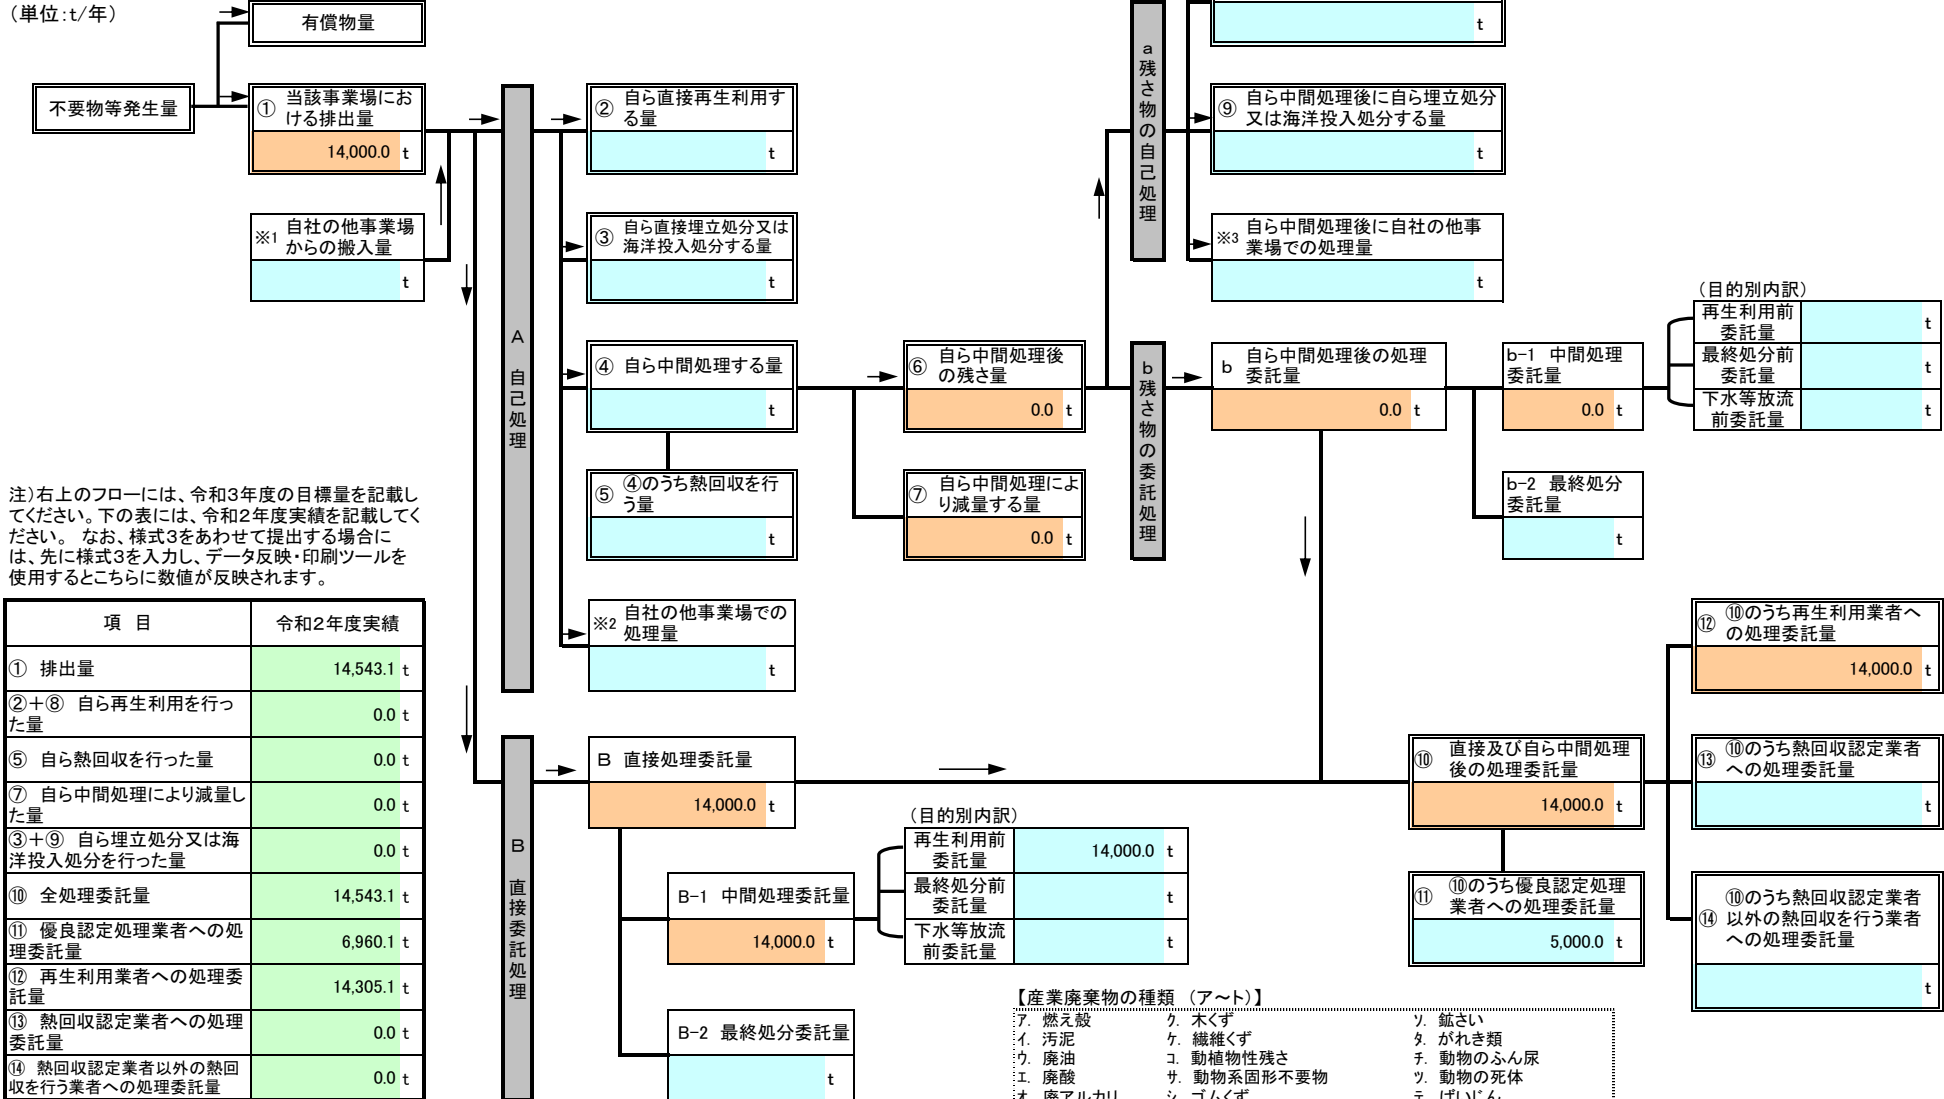 （単位:t/年）
有償物量
不要物等発生量
① 当該事業場にお
ける排出量
14,000.0 t
※1 自社の他事業場
からの搬入量
t
A 自己処理
② 自ら直接再生利用す
る量
t
③ 自ら直接埋立処分又は
海洋投入処分する量
t
④ 自ら中間処理する量
t
⑤ ④のうち熱回収を行
う量
t
※2 自社の他事業場での
処理量
t
⑥ 自ら中間処理後
の残さ量
0.0 t
⑦ 自ら中間処理によ
り減量する量
0.0 t
a 残さ物の自己処理
t
⑨ 自ら中間処理後に自ら埋立処分
又は海洋投入処分する量
t
※3 自ら中間処理後に自社の他事
業場での処理量
t
b 残さ物の委託処理
b 自ら中間処理後の処理
委託量
0.0 t
b-1 中間処理
委託量
0.0 t
（目的別内訳）
再生利用前
委託量
t
最終処分前
委託量
t
下水等放流
前委託量
t
b-2 最終処分
委託量
t
注）右上のフローには、令和3年度の目標量を記載し
てください。下の表には、令和2年度実績を記載してく
ださい。 なお、様式3をあわせて提出する場合に
は、先に様式3を入力し、データ反映・印刷ツールを
使用するとこちらに数値が反映されます。
項 目 令和2年度実績
① 排出量 14,543.1 t
②＋⑧ 自ら再生利用を行っ
た量 0.0 t
⑤ 自ら熱回収を行った量 0.0 t
⑦ 自ら中間処理により減量し
た量 0.0 t
③＋⑨ 自ら埋立処分又は海
洋投入処分を行った量 0.0 t
⑩ 全処理委託量 14,543.1 t
⑪ 優良認定処理業者への処
理委託量 6,960.1 t
⑫ 再生利用業者への処理委
託量 14,305.1 t
⑬ 熱回収認定業者への処理
委託量 0.0 t
⑭ 熱回収認定業者以外の熱回
収を行う業者への処理委託量 0.0 t
B 直接委託処理
B 直接処理委託量
14,000.0 t
B-1 中間処理委託量
14,000.0 t
（目的別内訳）
再生利用前
委託量
14,000.0 t
最終処分前
委託量
t
下水等放流
前委託量
t
B-2 最終処分委託量
t
⑩ 直接及び自ら中間処理
後の処理委託量
14,000.0 t
⑪ ⑩のうち優良認定処理
業者への処理委託量
5,000.0 t
⑫ ⑩のうち再生利用業者へ
の処理委託量
14,000.0 t
⑬ ⑩のうち熱回収認定業者
への処理委託量
t
⑭ ⑩のうち熱回収認定業者
以外の熱回収を行う業者
への処理委託量
t
【産業廃棄物の種類 （ア～ト）】
ア. 燃え殻 ク. 木くず ソ. 鉱さい
イ. 汚泥 ケ. 繊維くず タ. がれき類
ウ. 廃油 コ. 動植物性残さ チ. 動物のふん尿
エ. 廃酸 サ. 動物系固形不要物 ツ. 動物の死体
オ. 廃アルカリ シ. ゴムくず テ. ばいじん